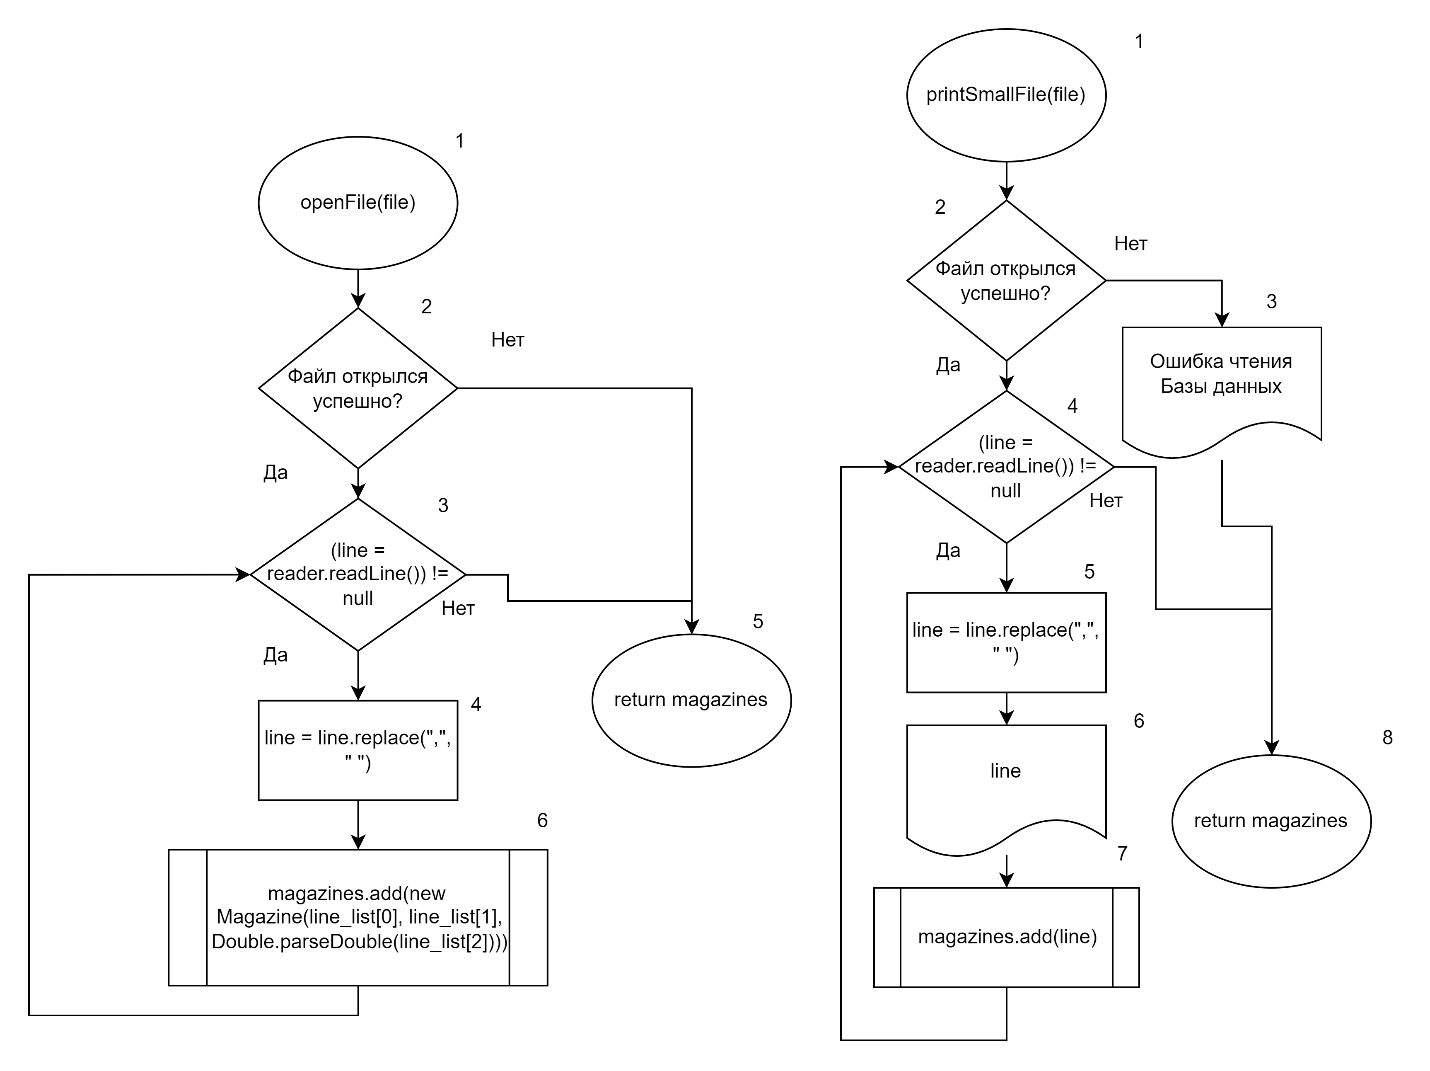 1
openFile(file)
2
Файл открылся
успешно?
Нет
Да
3
(line =
reader.readLine()) !=
null
Нет
Да
4
line = line.replace(",",
" ")
5
return magazines
6
magazines.add(new
Magazine(line_list[0], line_list[1],
Double.parseDouble(line_list[2])))
1
printSmallFile(file)
2
Файл открылся
успешно?
Нет
3
Ошибка чтения
Базы данных
Да
4
(line =
reader.readLine()) !=
null
Нет
Да
5
line = line.replace(",",
" ")
6
line
7
magazines.add(line)
8
return magazines